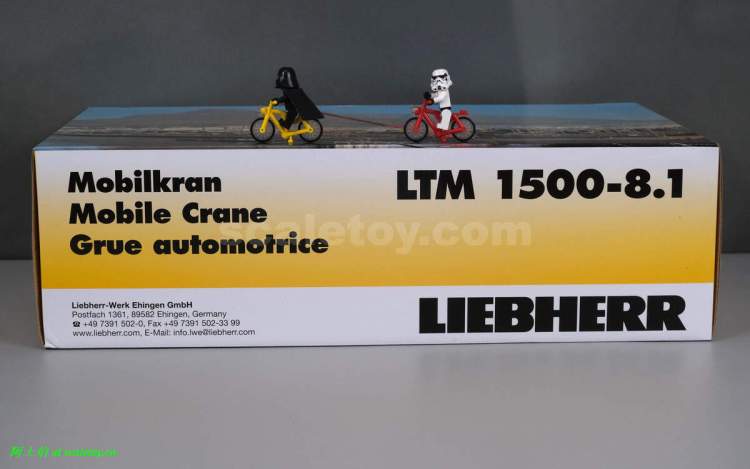 Mobilkran
Mobile Crane
Grue automotrice
LTM 1500-8.1
scaletoy.com
Liebherr-Werk Ehingen GmbH
Postfach 1361, 89582 Ehingen, Germany
☎ +49 7391 502-0, Fax +49 7391 502-33 99
www.liebherr.com, E-Mail: info.lwe@liebherr.com
LIEBHERR